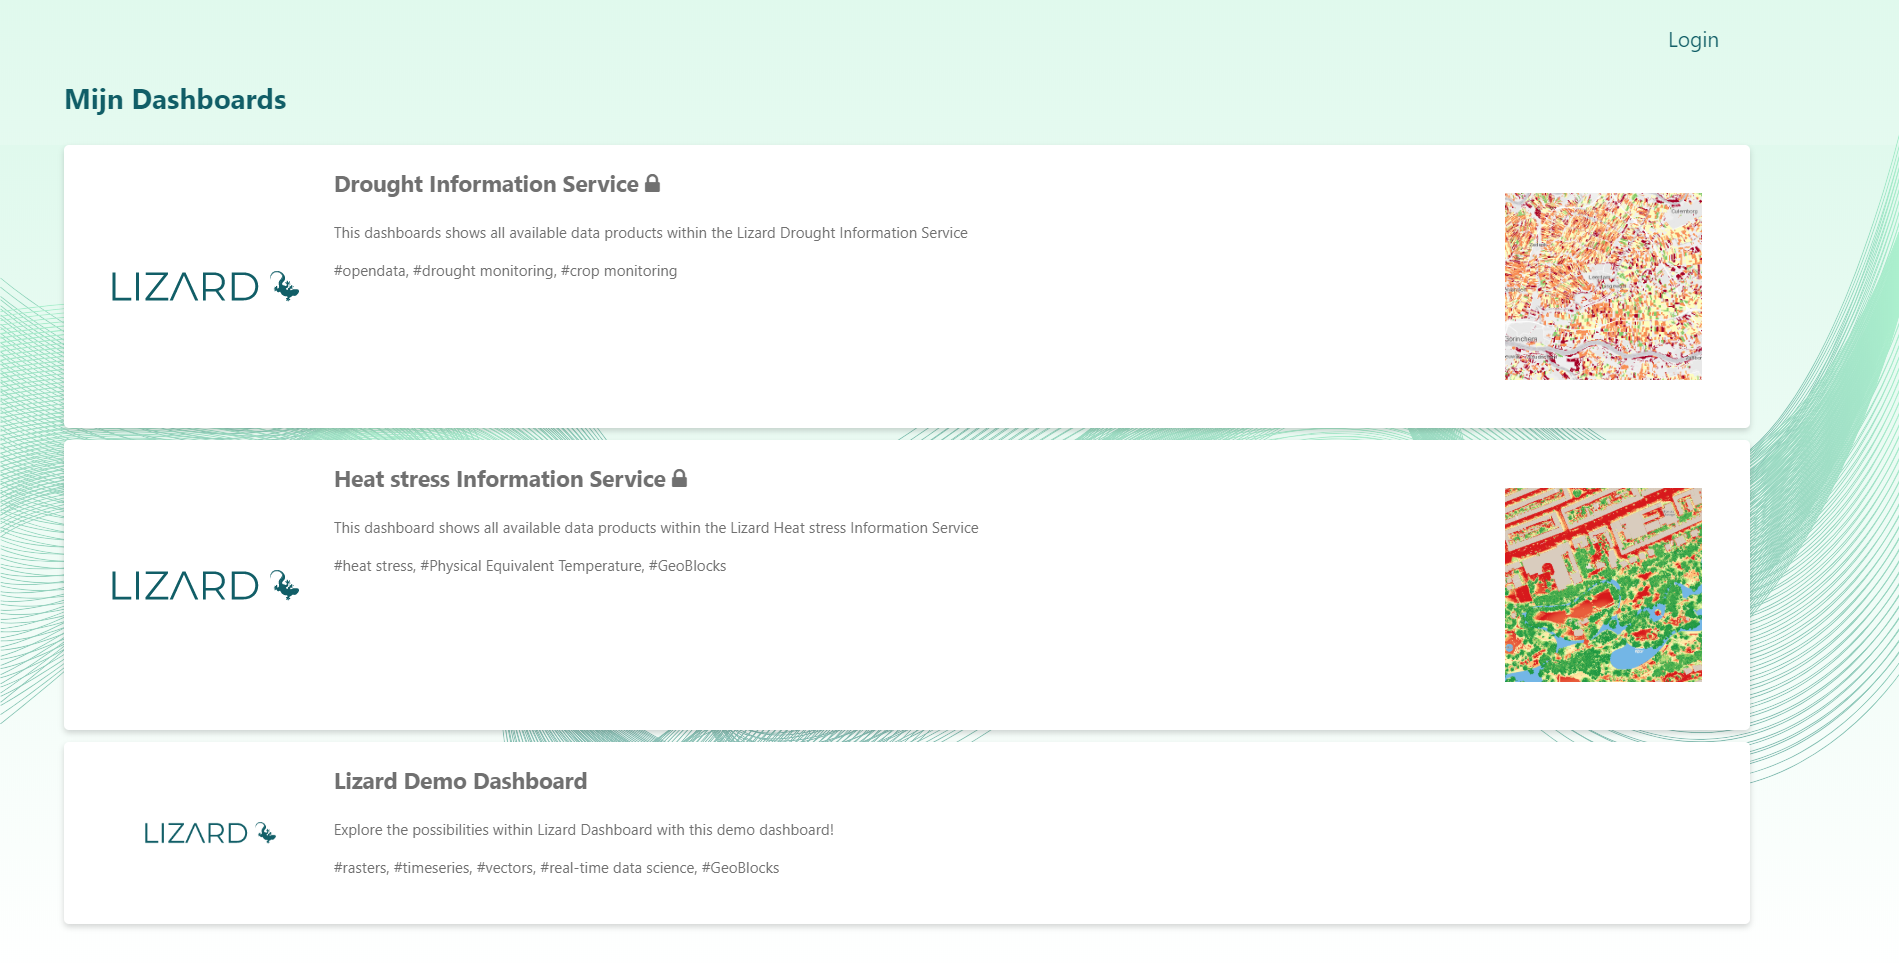 Login
Mijn Dashboards
Drought Information Service
This dashboards shows all available data products within the Lizard Drought Information Service
#opendata, #drought monitoring, #crop monitoring
LIZARD
Heat stress Information Service
This dashboard shows all available data products within the Lizard Heat stress Information Service
#heat stress, #Physical Equivalent Temperature, #GeoBlocks
LIZARD
Lizard Demo Dashboard
Explore the possibilities within Lizard Dashboard with this demo dashboard!
LIZARD
#rasters, #timeseries, #vectors, #real-time data science, #GeoBlocks